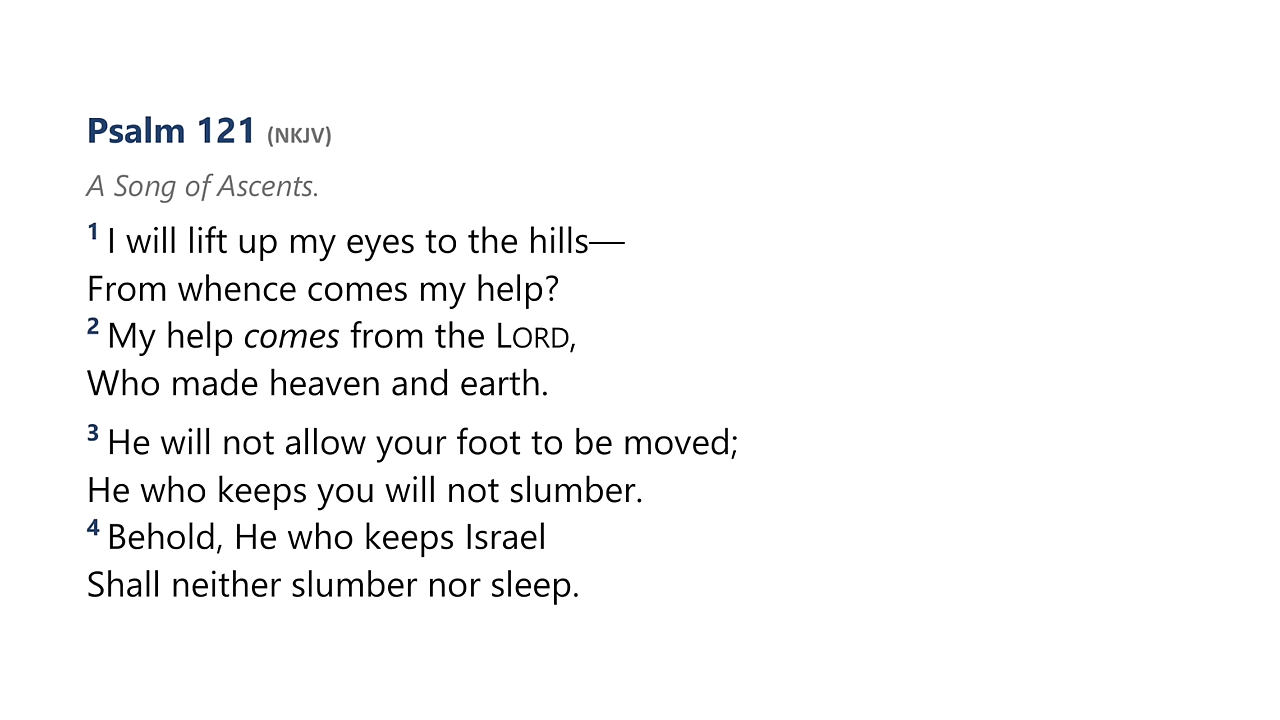 Psalm 121 (NKJV)
A Song of Ascents.
1 I will lift up my eyes to the hills—
From whence comes my help?
2 My help comes from the LORD,
Who made heaven and earth.
3 He will not allow your foot to be moved;
He who keeps you will not slumber.
4 Behold, He who keeps Israel
Shall neither slumber nor sleep.